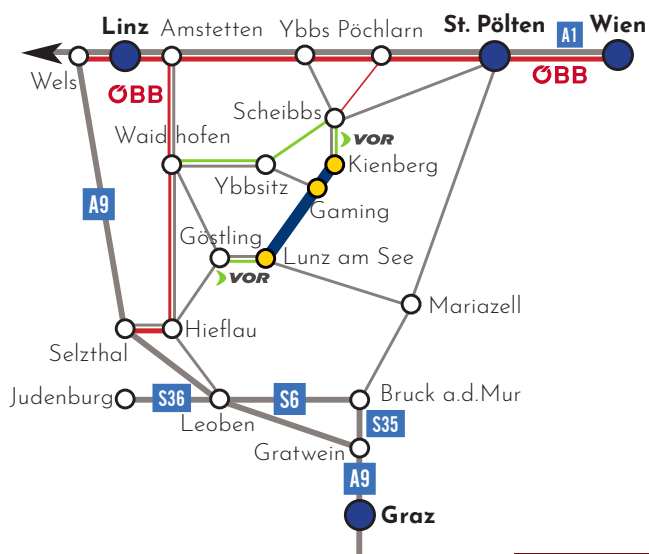 Linz
Amstetten
Ybbs
Pöchlarn
St. Pölten
A1
Wien
Wels
ÖBB
ÖBB
Scheibbs
VOR
Waidhofen
Kienberg
Ybbsitz
Gaming
A9
Göstling
Lunz am See
VOR
Mariazell
Hieflau
Selzthal
Judenburg
S36
S6
Bruck a.d.Mur
Leoben
S35
Gratwein
A9
Graz